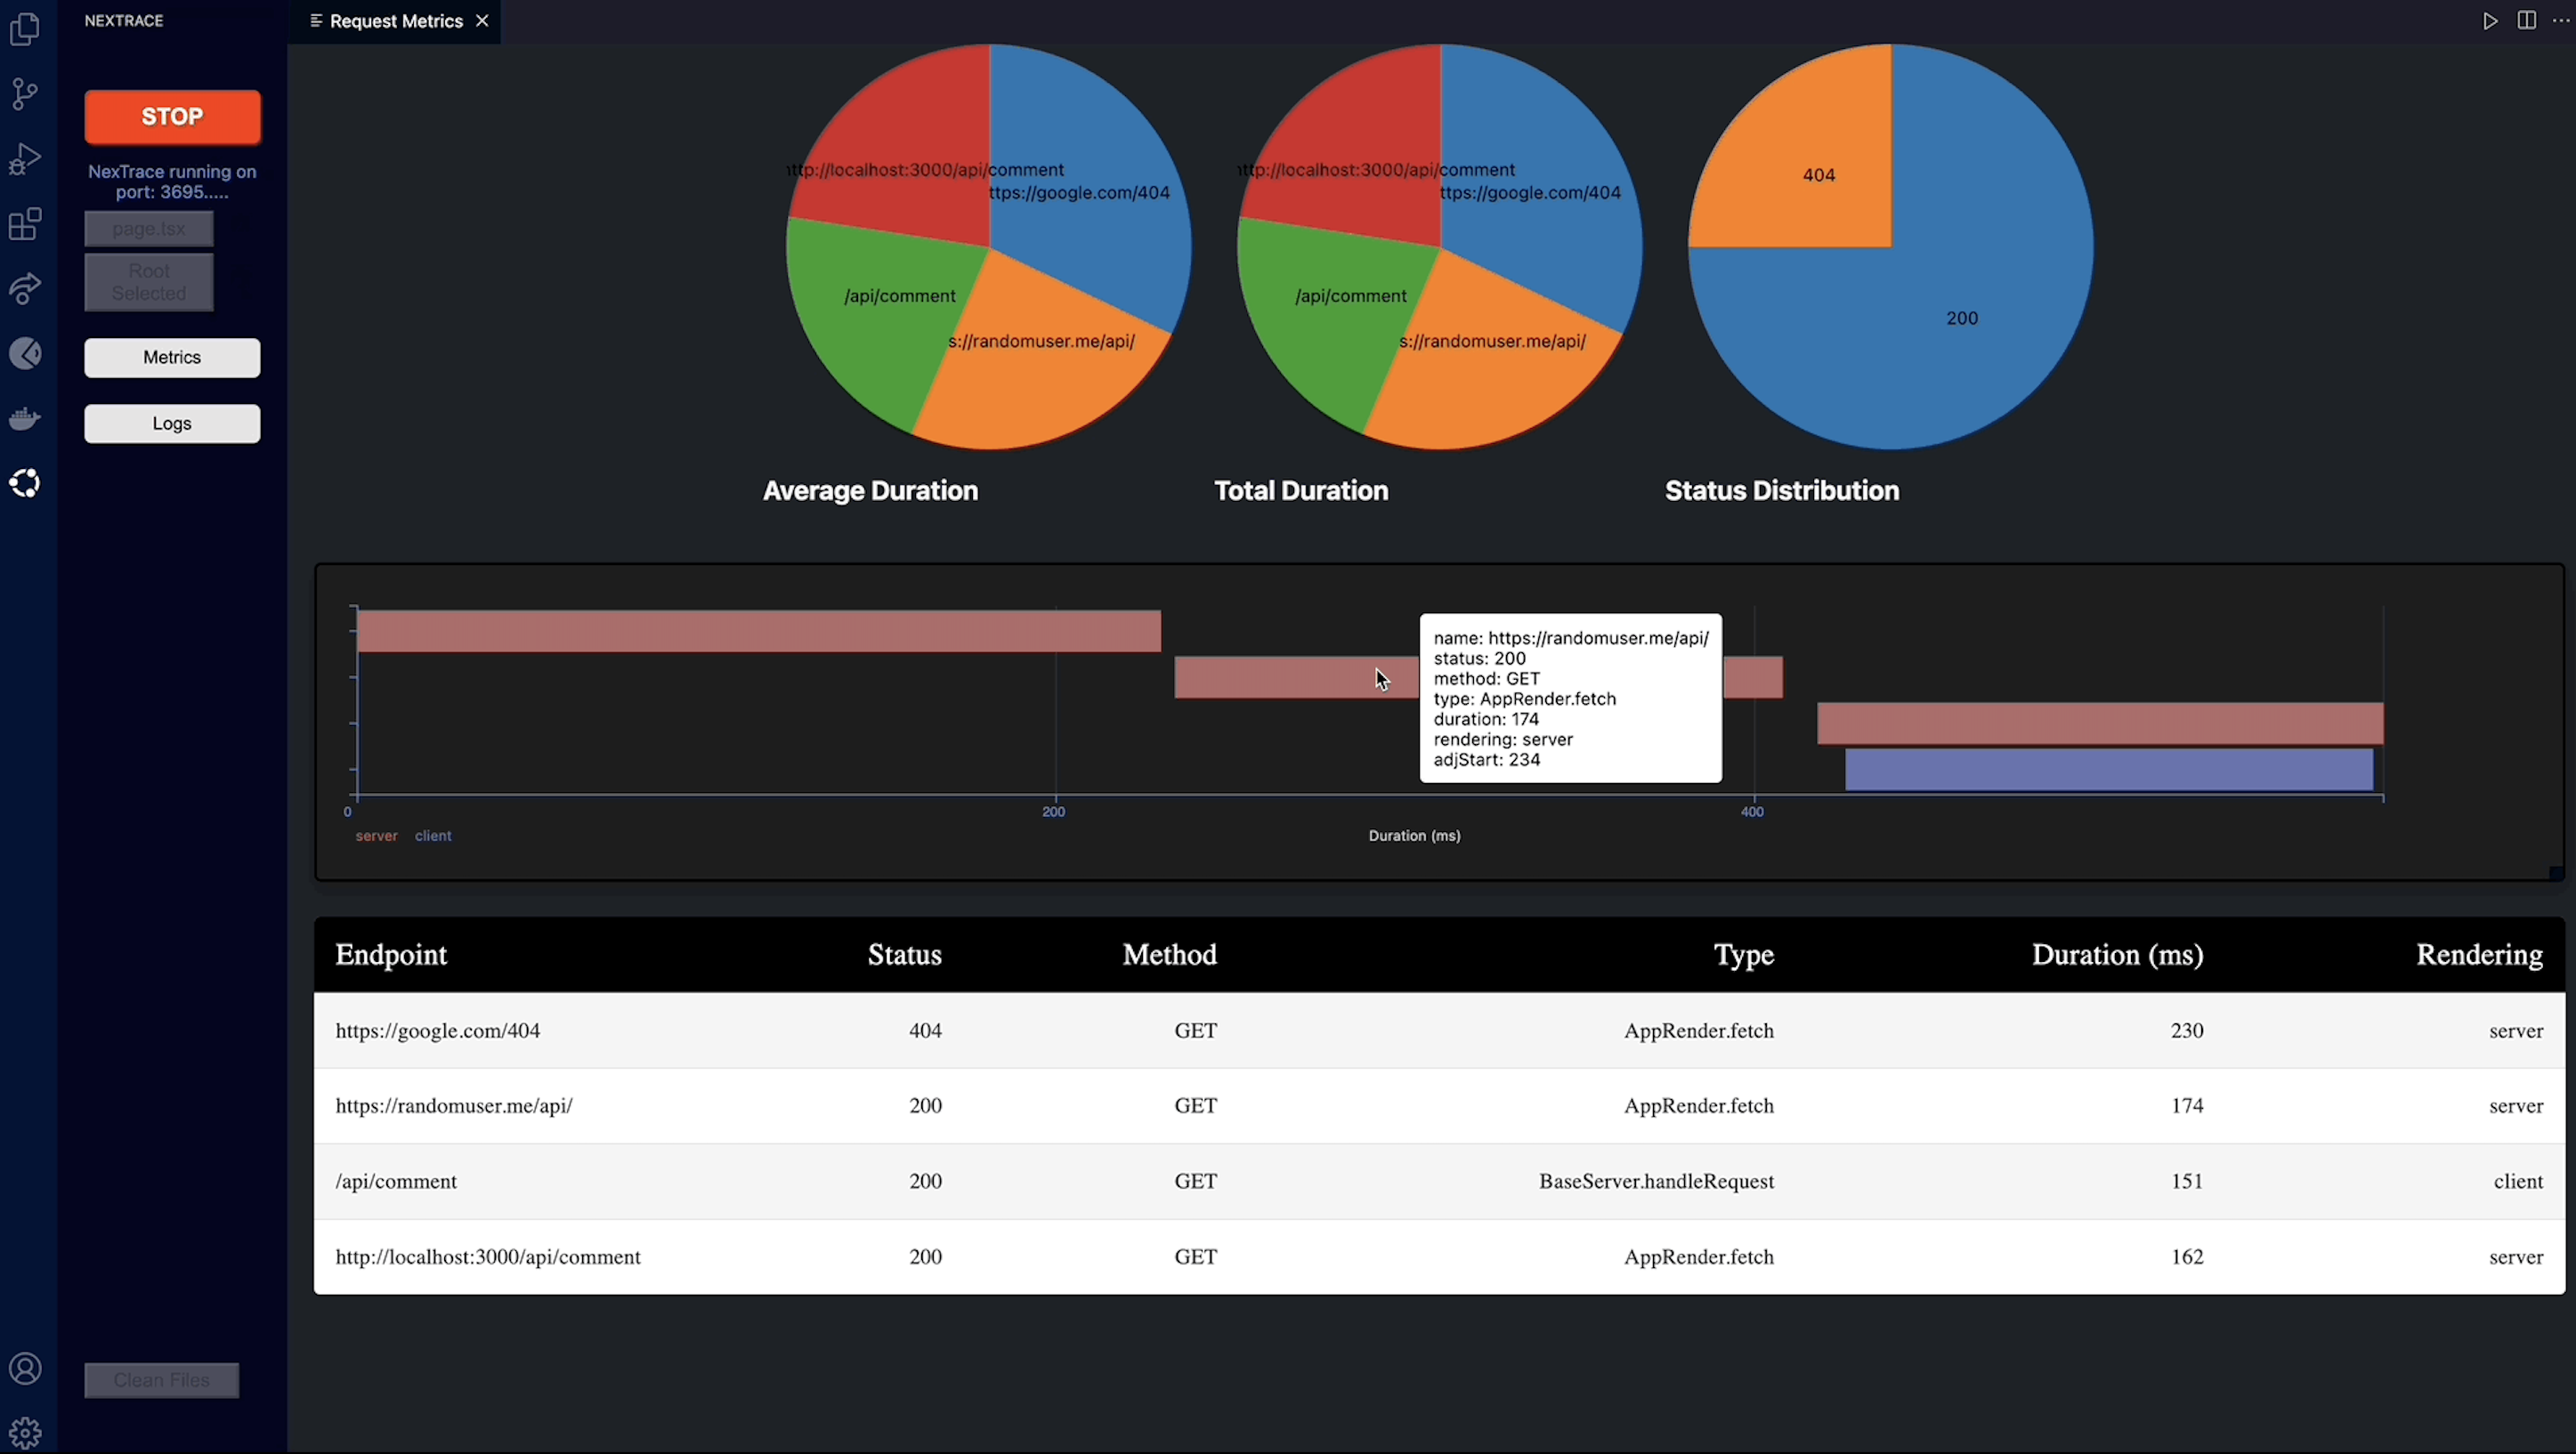 NEXTRACE
Request Metrics
STOP
NexTrace running on
port: 3695.....
page.tsx
Root
Selected
Metrics
Logs
Clean Files
ttp://localhost:3000/api/comment
ttps://google.com/404
/api/comment
s://randomuser.me/api/
Average Duration
ttp://localhost:3000/api/comment
ttps://google.com/404
/api/comment
s://randomuser.me/api/
Total Duration
404
200
Status Distribution
name: https://randomuser.me/api/
status: 200
method: GET
type: AppRender.fetch
duration: 174
rendering: server
adjStart: 234
0 200 400
server client Duration (ms)
Endpoint Status Method Type Duration (ms) Rendering
https://google.com/404 404 GET AppRender.fetch 230 server
https://randomuser.me/api/ 200 GET AppRender.fetch 174 server
/api/comment 200 GET BaseServer.handleRequest 151 client
http://localhost:3000/api/comment 200 GET AppRender.fetch 162 server